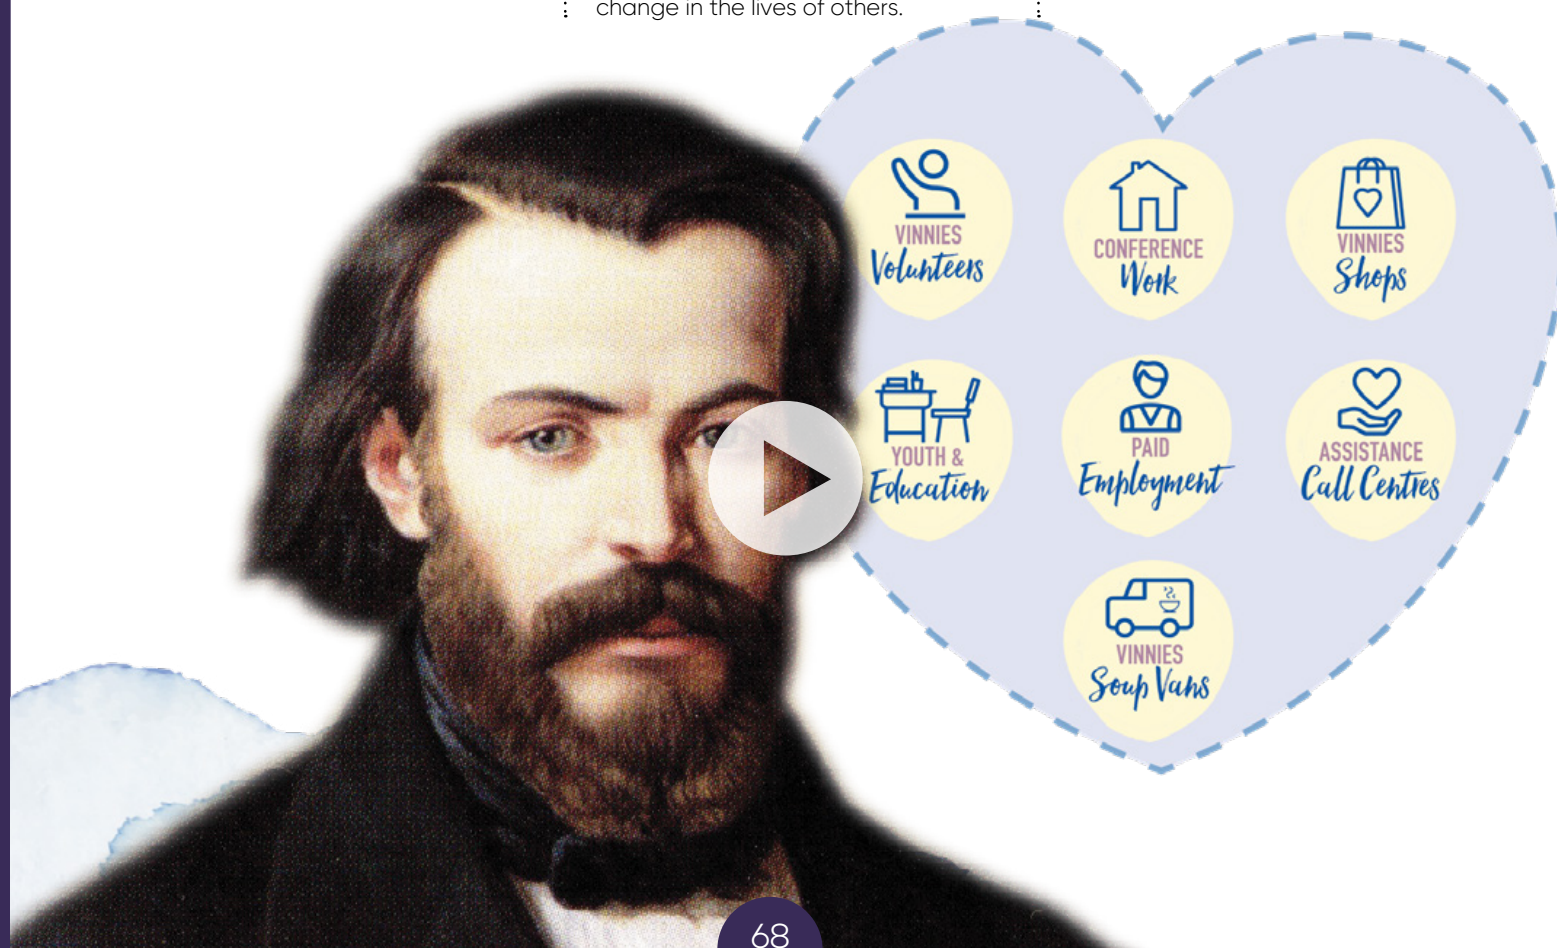 change in the lives of others.
VINNIES
Volunteers
CONFERENCE
Work
VINNIES
Shops
YOUTH &
Education
PAID
Employment
ASSISTANCE
Call Centres
VINNIES
Soup Vans
68